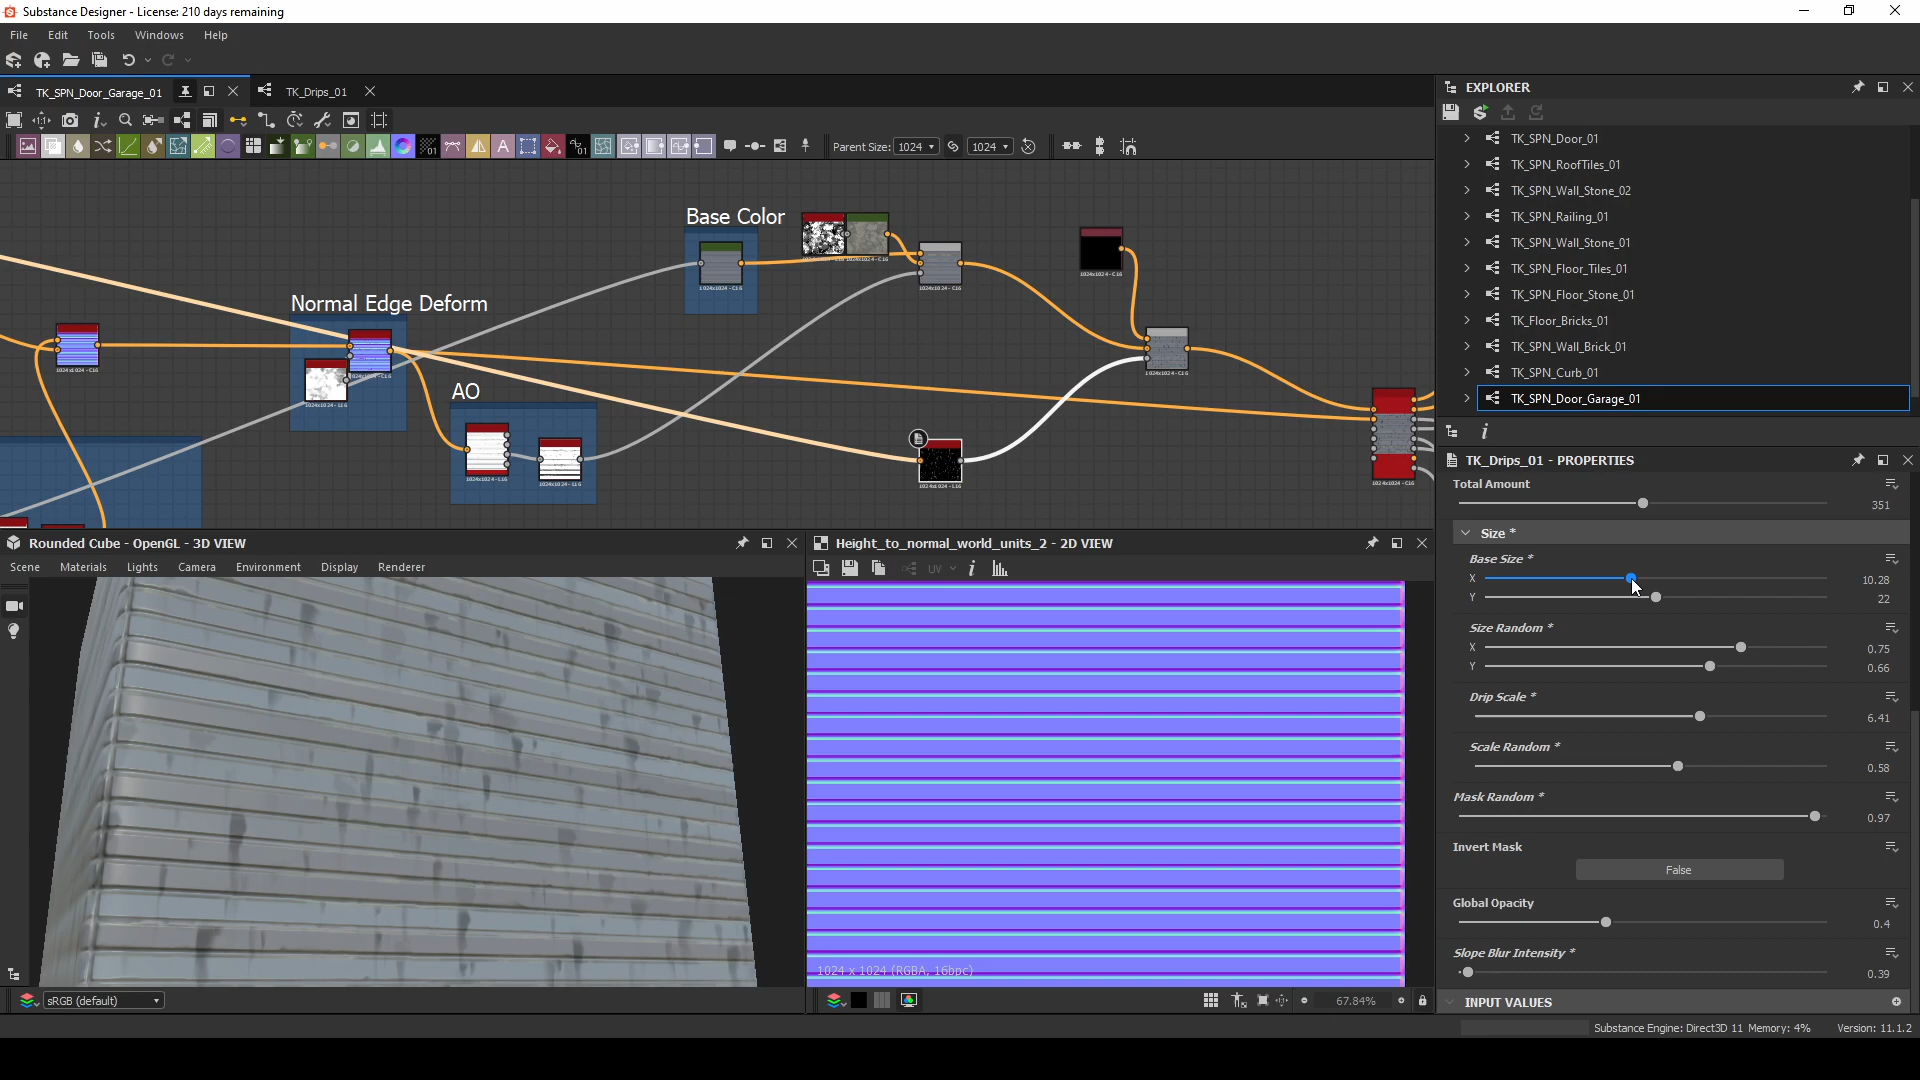 Substance Designer - License: 210 days remaining
File Edit Tools Windows Help
TK_SPN_Door_Garage_01
TK_Drips_01
Parent Size: 1024 1024
EXPLORER
TK_SPN_Door_01
TK_SPN_RoofTiles_01
TK_SPN_Wall_Stone_02
TK_SPN_Railing_01
TK_SPN_Wall_Stone_01
TK_SPN_Floor_Tiles_01
TK_SPN_Floor_Stone_01
TK_Floor_Bricks_01
TK_SPN_Wall_Brick_01
TK_SPN_Curb_01
TK_SPN_Door_Garage_01
Base Color
Normal Edge Deform
AO
TK_Drips_01 - PROPERTIES
Total Amount
351
Size *
Base Size *
X 10.28
Y 22
Size Random *
X 0.75
Y 0.66
Drip Scale *
6.41
Scale Random *
0.58
Mask Random *
0.97
Invert Mask
False
Global Opacity
0.4
Slope Blur Intensity *
0.39
INPUT VALUES
Rounded Cube - OpenGL - 3D VIEW
Scene Materials Lights Camera Environment Display Renderer
sRGB (default)
Height_to_normal_world_units_2 - 2D VIEW
UV
1024 x 1024 (RGBA, 16bpc)
67.84%
Substance Engine: Direct3D 11 Memory: 4% Version: 11.1.2